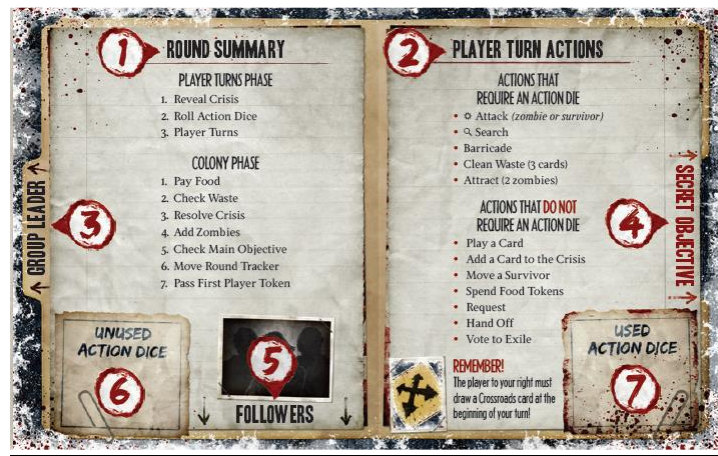 1 ROUND SUMMARY
PLAYER TURNS PHASE
1. Reveal Crisis
2. Roll Action Dice
3. Player Turns
COLONY PHASE
1. Pay Food
2. Check Waste
3. Resolve Crisis
4. Add Zombies
5. Check Main Objective
6. Move Round Tracker
7. Pass First Player Token
GROUP LEADER
3
UNUSED
ACTION DICE
6
5
FOLLOWERS
2 PLAYER TURN ACTIONS
ACTIONS THAT
REQUIRE AN ACTION DIE
• Attack (zombie or survivor)
• Search
• Barricade
• Clean Waste (3 cards)
• Attract (2 zombies)
ACTIONS THAT DO NOT
REQUIRE AN ACTION DIE
• Play a Card
• Add a Card to the Crisis
• Move a Survivor
• Spend Food Tokens
• Request
• Hand Off
• Vote to Exile
REMEMBER!
The player to your right must
draw a Crossroads card at the
beginning of your turn!
4
SECRET OBJECTIVE
USED
ACTION DICE
7